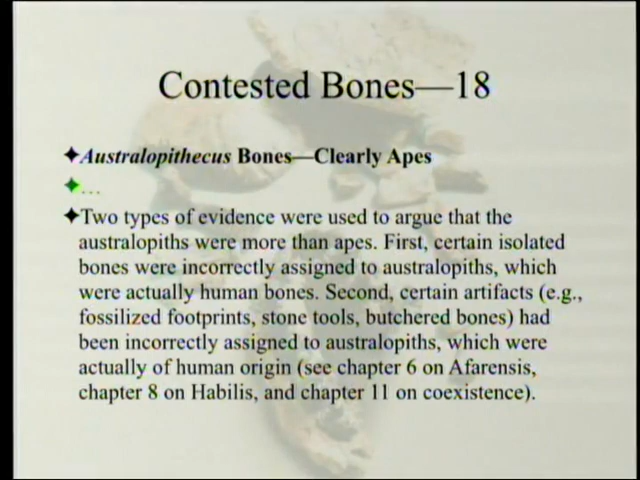 Contested Bones—18
✦Australopithecus Bones—Clearly Apes
✦…
✦Two types of evidence were used to argue that the
australopiths were more than apes. First, certain isolated
bones were incorrectly assigned to australopiths, which
were actually human bones. Second, certain artifacts (e.g.,
fossilized footprints, stone tools, butchered bones) had
been incorrectly assigned to australopiths, which were
actually of human origin (see chapter 6 on Afarensis,
chapter 8 on Habilis, and chapter 11 on coexistence).